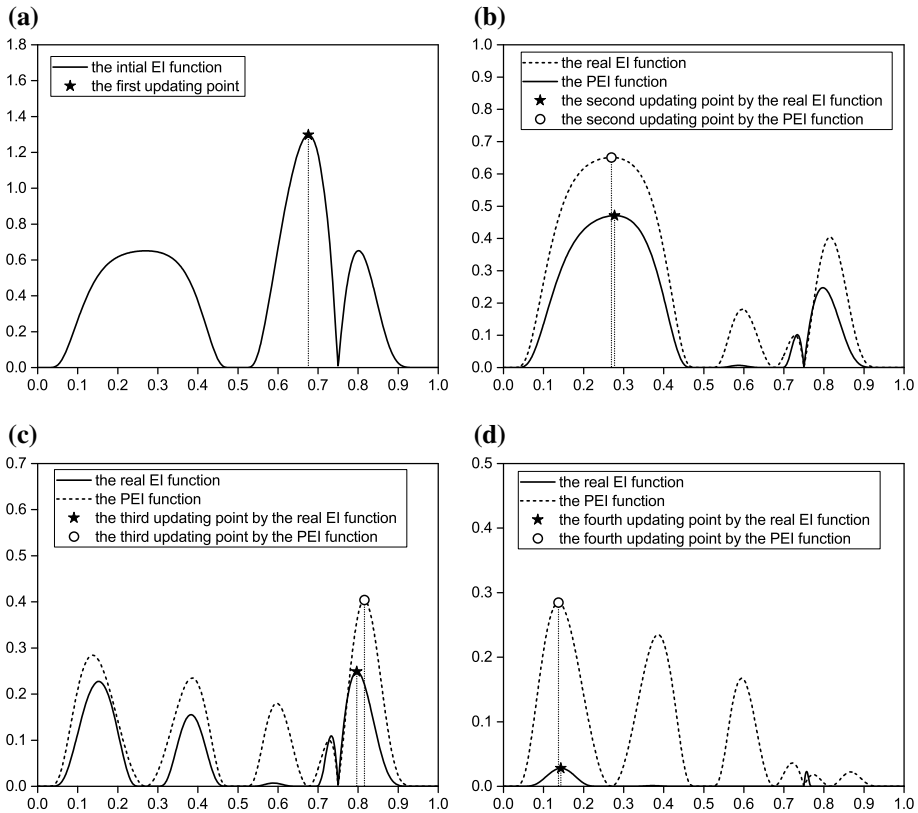 (a)
1.8
1.6
1.4
1.2
1.0
0.8
0.6
0.4
0.2
0.0
the intial EI function
the first updating point
0.0 0.1 0.2 0.3 0.4 0.5 0.6 0.7 0.8 0.9 1.0
(b)
1.0
0.9
0.8
0.7
0.6
0.5
0.4
0.3
0.2
0.1
0.0
the real EI function
the PEI function
the second updating point by the real EI function
the second updating point by the PEI function
0.0 0.1 0.2 0.3 0.4 0.5 0.6 0.7 0.8 0.9 1.0
(c)
0.7
0.6
0.5
0.4
0.3
0.2
0.1
0.0
the real EI function
the PEI function
the third updating point by the real EI function
the third updating point by the PEI function
0.0 0.1 0.2 0.3 0.4 0.5 0.6 0.7 0.8 0.9 1.0
(d)
0.5
0.4
0.3
0.2
0.1
0.0
the real EI function
the PEI function
the fourth updating point by the real EI function
the fourth updating point by the PEI function
0.0 0.1 0.2 0.3 0.4 0.5 0.6 0.7 0.8 0.9 1.0